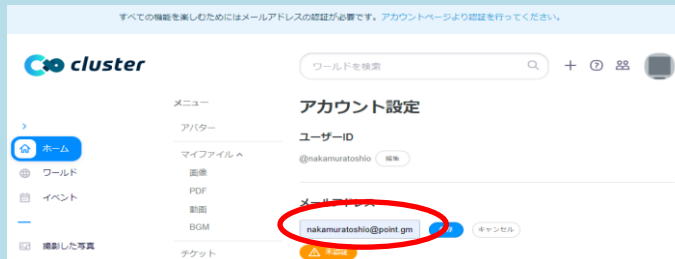 すべての機能を楽しむためにはメールアドレスの認証が必要です。アカウントページより認証を行ってください。
cluster
ワールドを検索
メニュー
アバター
マイファイル
画像
PDF
動画
BGM
チケット
ホーム
ワールド
イベント
撮影した写真
アカウント設定
ユーザーID
@nakamuratoshio 編集
メールアドレス
nakamuratoshio@point.gm キャンセル
未認証